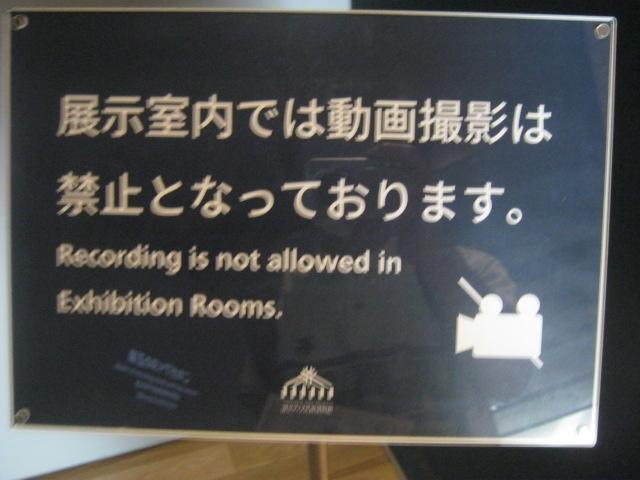 展示室内では動画撮影は
禁止となっております。
Recording is not allowed in
Exhibition Rooms.